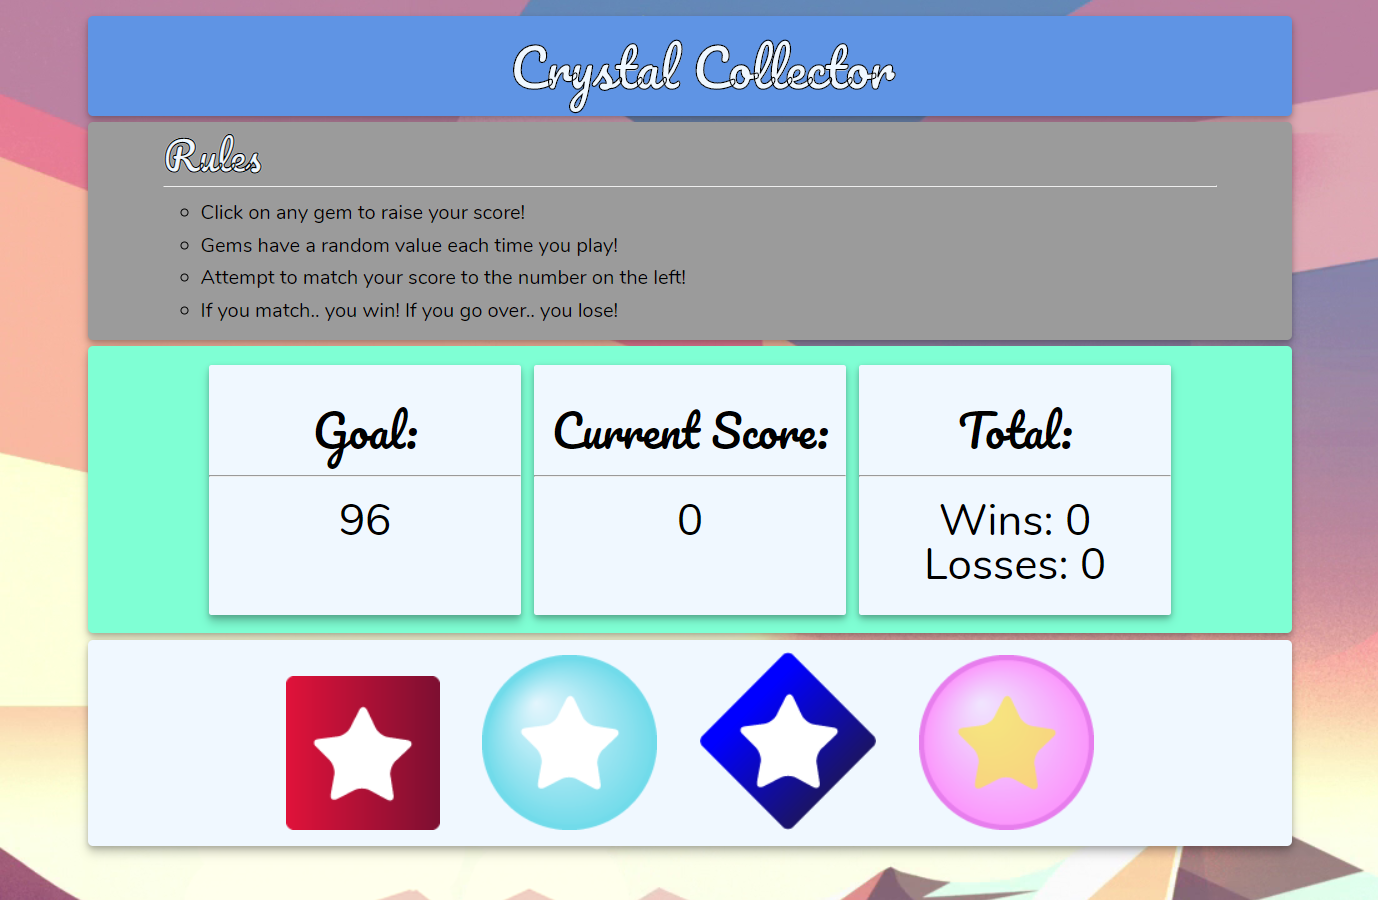 Crystal Collector
Rules
Click on any gem to raise your score!
Gems have a random value each time you play!
Attempt to match your score to the number on the left!
If you match.. you win! If you go over.. you lose!
Goal:
96
Current Score:
0
Total:
Wins: 0
Losses: 0